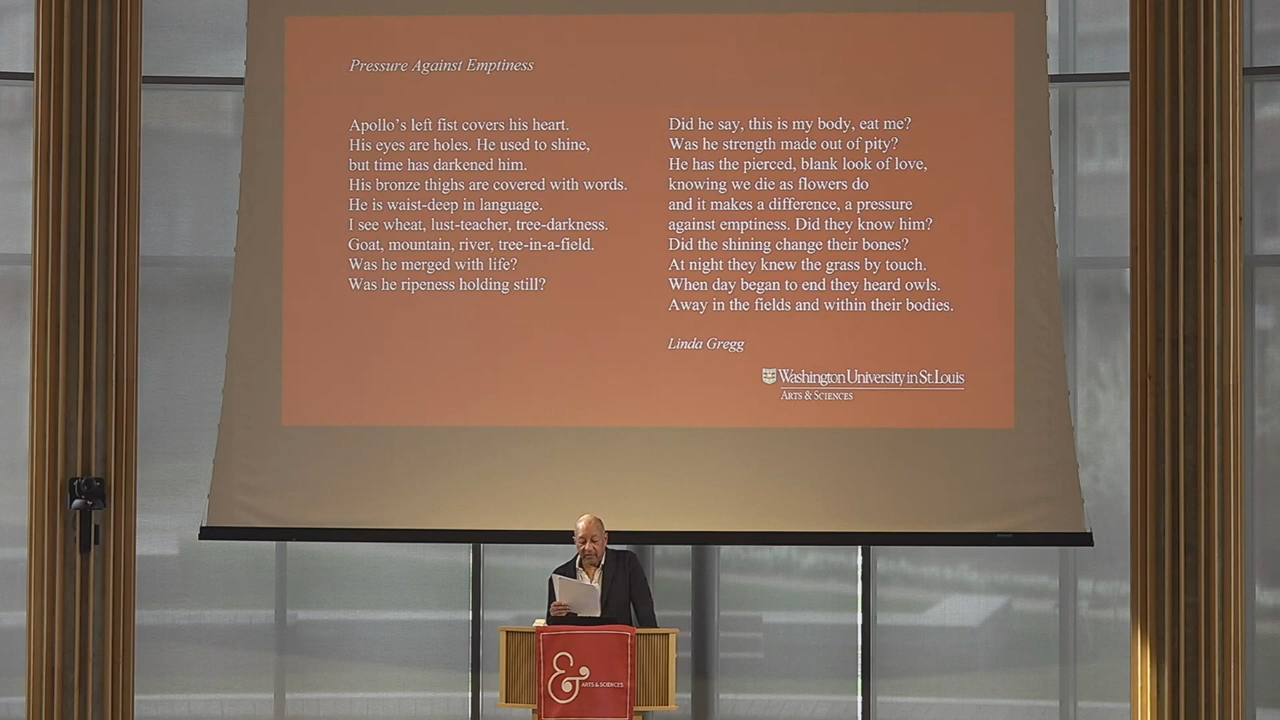 Pressure Against Emptiness
Apollo’s left fist covers his heart.
His eyes are holes. He used to shine,
but time has darkened him.
His bronze thighs are covered with words.
He is waist-deep in language.
I see wheat, lust-teacher, tree-darkness.
Goat, mountain, river, tree-in-a-field.
Was he merged with life?
Was he ripeness holding still?
Did he say, this is my body, eat me?
Was he strength made out of pity?
He has the pierced, blank look of love,
knowing we die as flowers do
and it makes a difference, a pressure
against emptiness. Did they know him?
Did the shining change their bones?
At night they knew the grass by touch.
When day began to end they heard owls.
Away in the fields and within their bodies.
Linda Gregg
Washington University in St. Louis
ARTS & SCIENCES
&
ARTS & SCIENCES